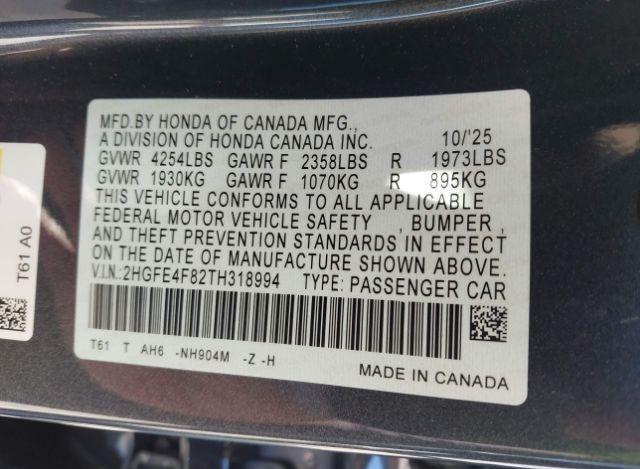 MFD.BY HONDA OF CANADA MFG.,
A DIVISION OF HONDA CANADA INC. 10/'25
GVWR 4254LBS GAWR F 2358LBS R 1973LBS
GVWR 1930KG GAWR F 1070KG R 895KG
THIS VEHICLE CONFORMS TO ALL APPLICABLE
FEDERAL MOTOR VEHICLE SAFETY , BUMPER ,
AND THEFT PREVENTION STANDARDS IN EFFECT
ON THE DATE OF MANUFACTURE SHOWN ABOVE.
V.I.N.:2HGFE4F82TH318994 TYPE: PASSENGER CAR
T61 T AH6 -NH904M -Z -H
MADE IN CANADA
T61 A0